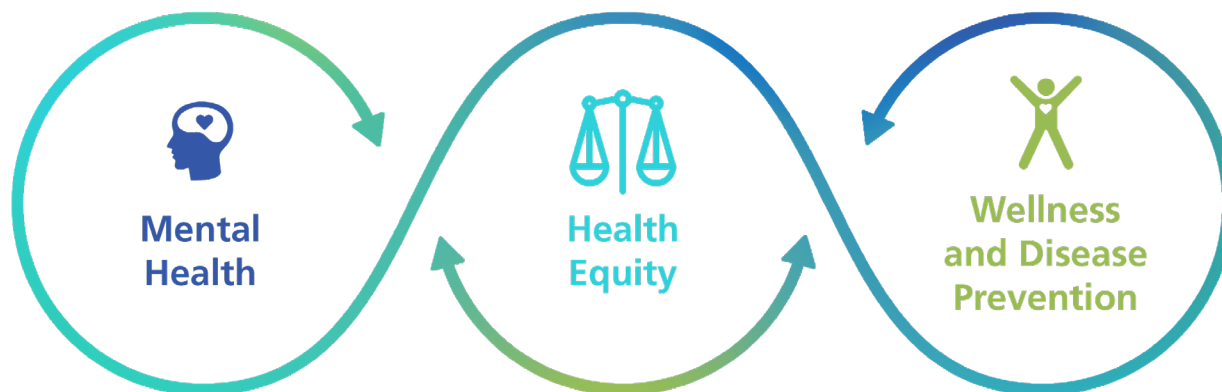 Mental
Health
Health
Equity
Wellness
and Disease
Prevention